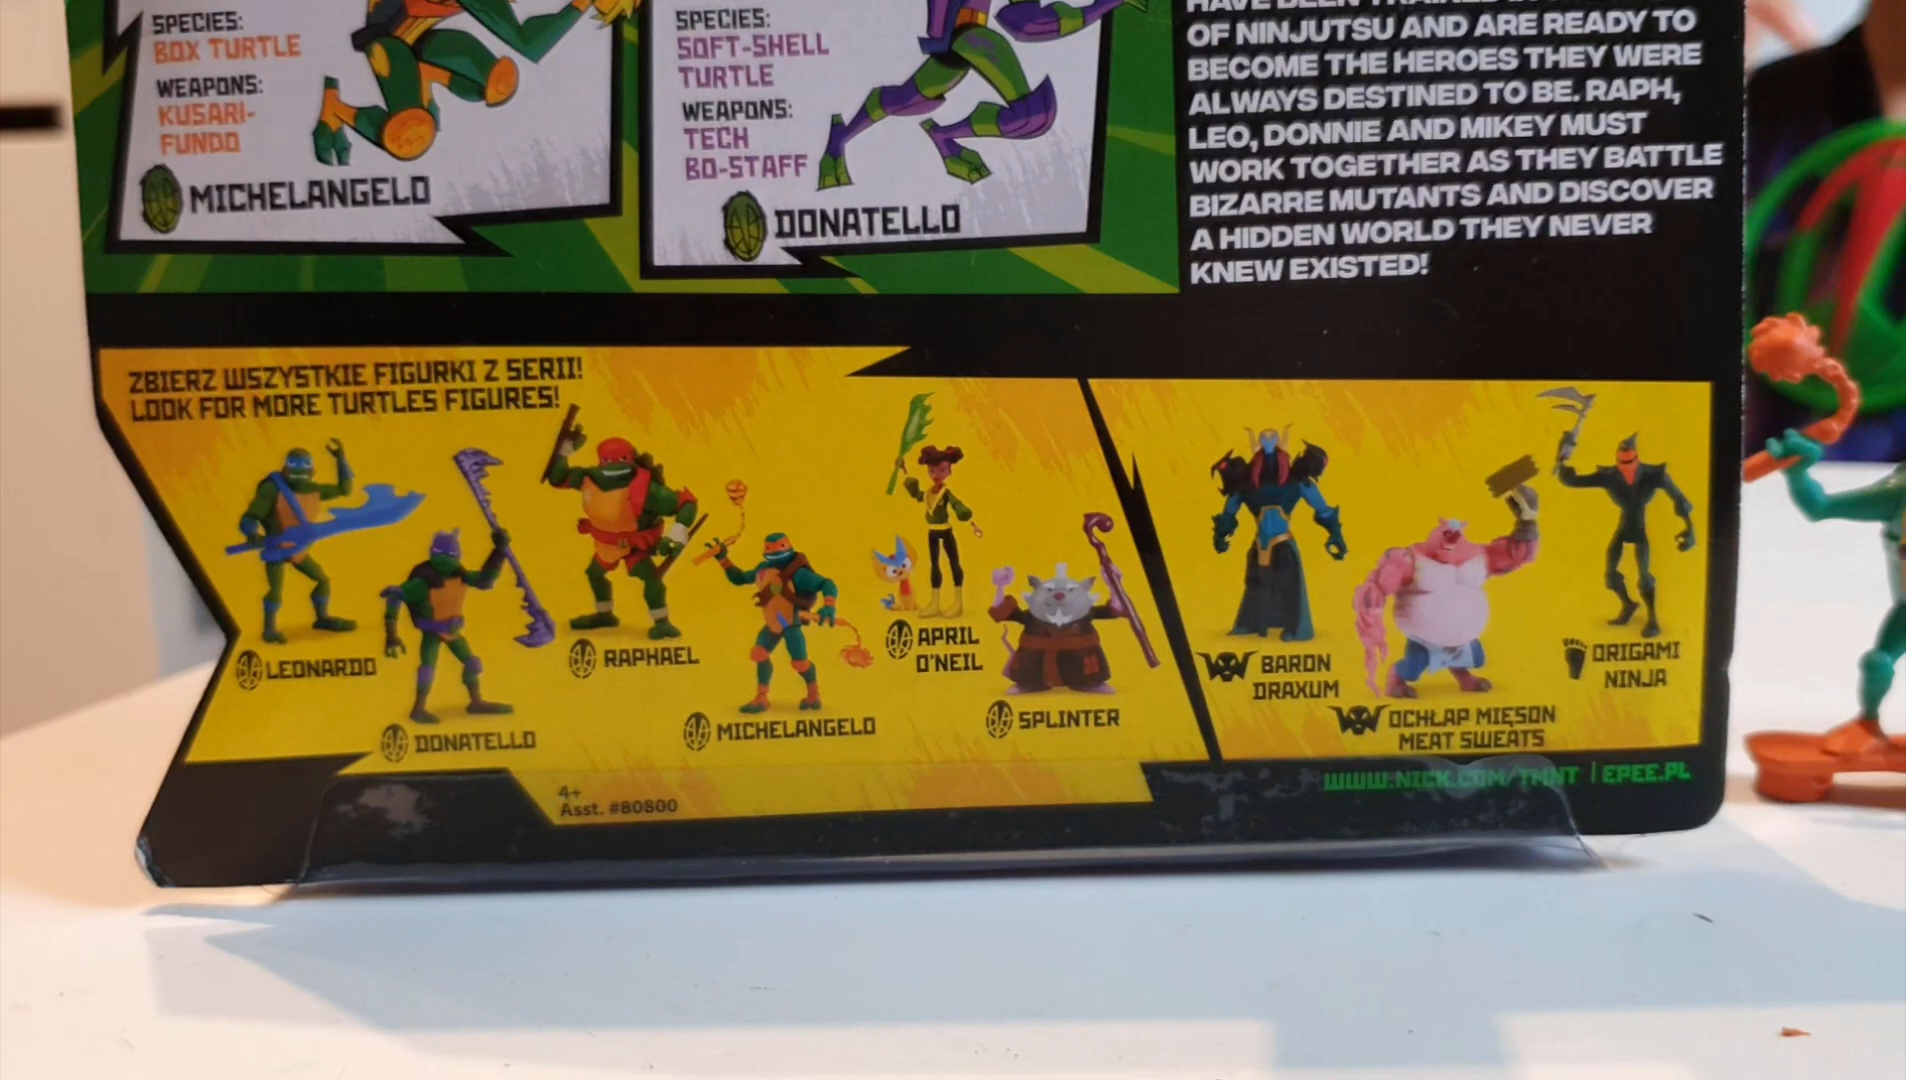 SPECIES:
BOX TURTLE
WEAPONS:
KUSARI-
FUNDO
MICHELANGELO
SPECIES:
SOFT-SHELL
TURTLE
WEAPONS:
TECH
BO-STAFF
DONATELLO
HAVE BEEN TRAINED
OF NINJUTSU AND ARE READY TO
BECOME THE HEROES THEY WERE
ALWAYS DESTINED TO BE. RAPH,
LEO, DONNIE AND MIKEY MUST
WORK TOGETHER AS THEY BATTLE
BIZARRE MUTANTS AND DISCOVER
A HIDDEN WORLD THEY NEVER
KNEW EXISTED!
ZBIERZ WSZYSTKIE FIGURKI Z SERII!
LOOK FOR MORE TURTLES FIGURES!
LEONARDO
DONATELLO
RAPHAEL
MICHELANGELO
APRIL
O'NEIL
SPLINTER
BARON
DRAXUM
OCHŁAP MIĘSON
MEAT SWEATS
ORIGAMI
NINJA
4+
Asst. #80800
WWW.NICK.COM/TMNT | EPEE.PL